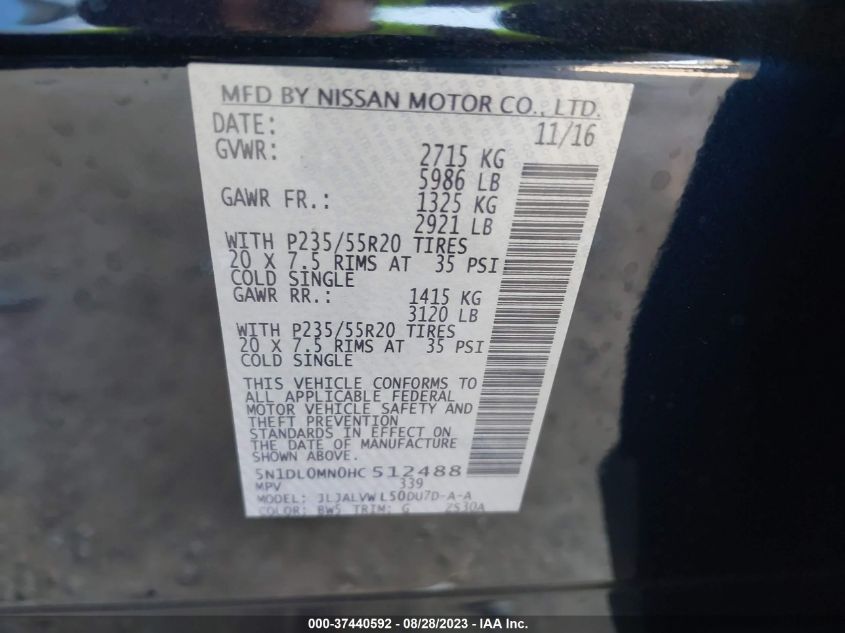 MFD BY NISSAN MOTOR CO., LTD.
DATE: 11/16
GVWR: 2715 KG
5986 LB
GAWR FR.: 1325 KG
2921 LB
WITH P235/55R20 TIRES
20 X 7.5 RIMS AT 35 PSI
COLD SINGLE
GAWR RR.: 1415 KG
3120 LB
WITH P235/55R20 TIRES
20 X 7.5 RIMS AT 35 PSI
COLD SINGLE
THIS VEHICLE CONFORMS TO
ALL APPLICABLE FEDERAL
MOTOR VEHICLE SAFETY AND
THEFT PREVENTION
STANDARDS IN EFFECT ON
THE DATE OF MANUFACTURE
SHOWN ABOVE.
5N1DL0MN0HC512488
MPV 339
MODEL: JLJALVWL50DU7D-A-A
COLOR: BW5 TRIM: G ZS30A
000-37440592 — 08/28/2023 — IAA Inc.